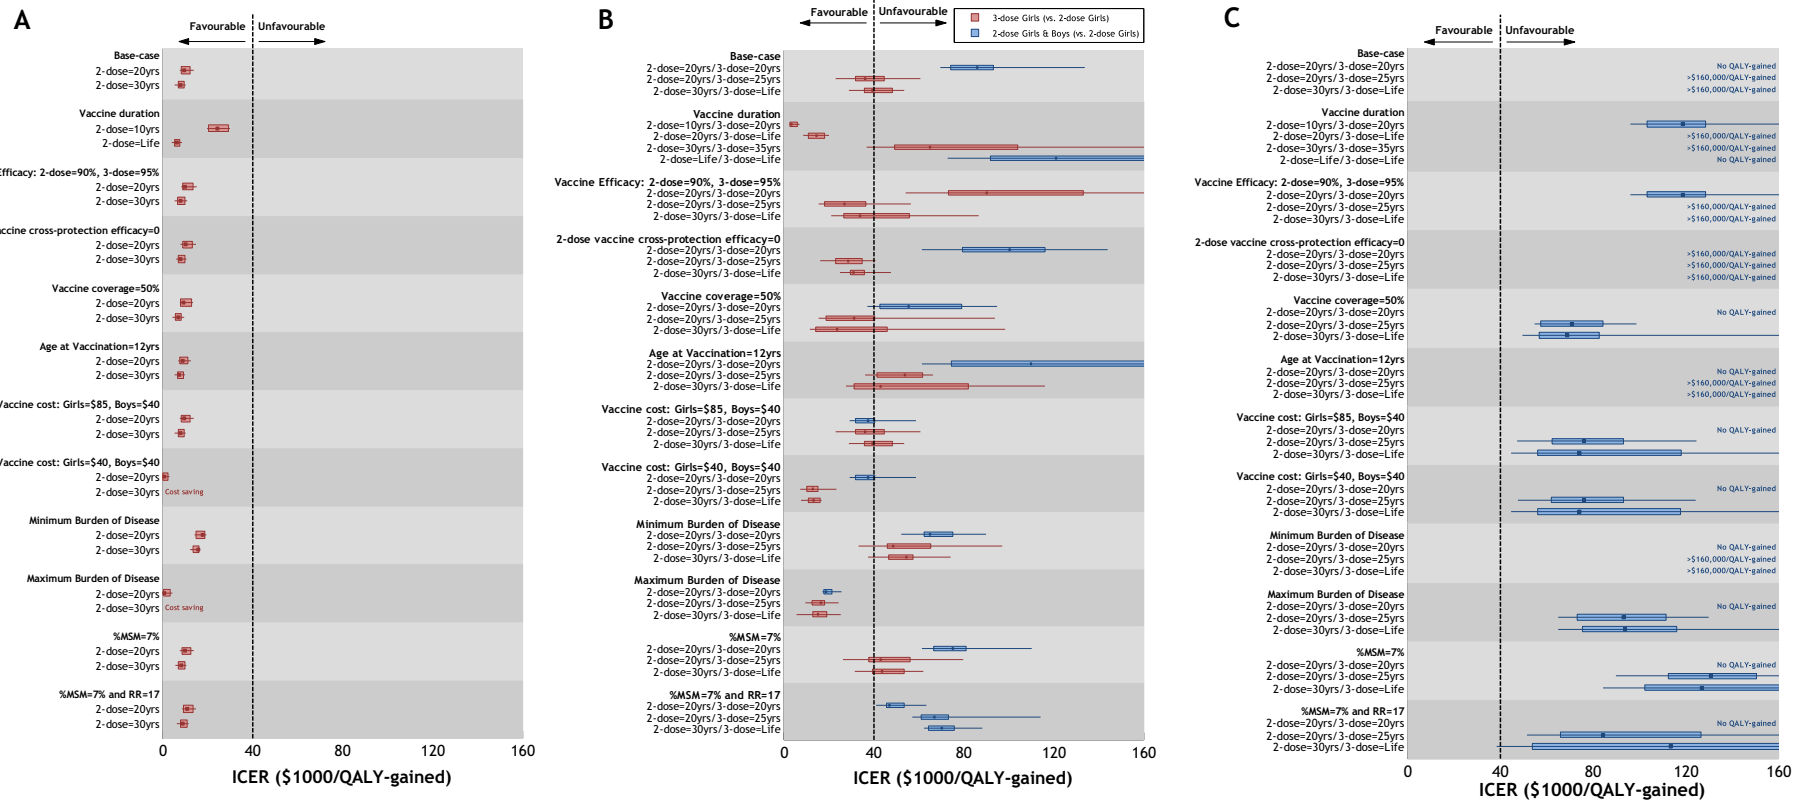 A
Favourable
Unfavourable
Base-case
2-dose=20yrs
2-dose=30yrs
Vaccine duration
2-dose=10yrs
2-dose=Life
Efficacy: 2-dose=90%, 3-dose=95%
2-dose=20yrs
2-dose=30yrs
ccine cross-protection efficacy=0
2-dose=20yrs
2-dose=30yrs
Vaccine coverage=50%
2-dose=20yrs
2-dose=30yrs
Age at Vaccination=12yrs
2-dose=20yrs
2-dose=30yrs
Vaccine cost: Girls=$85, Boys=$40
2-dose=20yrs
2-dose=30yrs
Vaccine cost: Girls=$40, Boys=$40
2-dose=20yrs
2-dose=30yrs Cost saving
Minimum Burden of Disease
2-dose=20yrs
2-dose=30yrs
Maximum Burden of Disease
2-dose=20yrs
2-dose=30yrs Cost saving
%MSM=7%
2-dose=20yrs
2-dose=30yrs
%MSM=7% and RR=17
2-dose=20yrs
2-dose=30yrs
0 40 80 120 160
ICER ($1000/QALY-gained)
B
Favourable
Unfavourable
3-dose Girls (vs. 2-dose Girls)
2-dose Girls & Boys (vs. 2-dose Girls)
Base-case
2-dose=20yrs/3-dose=20yrs
2-dose=20yrs/3-dose=25yrs
2-dose=30yrs/3-dose=Life
Vaccine duration
2-dose=10yrs/3-dose=20yrs
2-dose=20yrs/3-dose=Life
2-dose=30yrs/3-dose=35yrs
2-dose=Life/3-dose=Life
Vaccine Efficacy: 2-dose=90%, 3-dose=95%
2-dose=20yrs/3-dose=20yrs
2-dose=20yrs/3-dose=25yrs
2-dose=30yrs/3-dose=Life
2-dose vaccine cross-protection efficacy=0
2-dose=20yrs/3-dose=20yrs
2-dose=20yrs/3-dose=25yrs
2-dose=30yrs/3-dose=Life
Vaccine coverage=50%
2-dose=20yrs/3-dose=20yrs
2-dose=20yrs/3-dose=25yrs
2-dose=30yrs/3-dose=Life
Age at Vaccination=12yrs
2-dose=20yrs/3-dose=20yrs
2-dose=20yrs/3-dose=25yrs
2-dose=30yrs/3-dose=Life
Vaccine cost: Girls=$85, Boys=$40
2-dose=20yrs/3-dose=20yrs
2-dose=20yrs/3-dose=25yrs
2-dose=30yrs/3-dose=Life
Vaccine cost: Girls=$40, Boys=$40
2-dose=20yrs/3-dose=20yrs
2-dose=20yrs/3-dose=25yrs
2-dose=30yrs/3-dose=Life
Minimum Burden of Disease
2-dose=20yrs/3-dose=20yrs
2-dose=20yrs/3-dose=25yrs
2-dose=30yrs/3-dose=Life
Maximum Burden of Disease
2-dose=20yrs/3-dose=20yrs
2-dose=20yrs/3-dose=25yrs
2-dose=30yrs/3-dose=Life
%MSM=7%
2-dose=20yrs/3-dose=20yrs
2-dose=20yrs/3-dose=25yrs
2-dose=30yrs/3-dose=Life
%MSM=7% and RR=17
2-dose=20yrs/3-dose=20yrs
2-dose=20yrs/3-dose=25yrs
2-dose=30yrs/3-dose=Life
0 40 80 120 160
ICER ($1000/QALY-gained)
C
Favourable
Unfavourable
Base-case
2-dose=20yrs/3-dose=20yrs No QALY-gained
2-dose=20yrs/3-dose=25yrs >$160,000/QALY-gained
2-dose=30yrs/3-dose=Life >$160,000/QALY-gained
Vaccine duration
2-dose=10yrs/3-dose=20yrs
2-dose=20yrs/3-dose=Life >$160,000/QALY-gained
2-dose=30yrs/3-dose=35yrs >$160,000/QALY-gained
2-dose=Life/3-dose=Life No QALY-gained
Vaccine Efficacy: 2-dose=90%, 3-dose=95%
2-dose=20yrs/3-dose=20yrs
2-dose=20yrs/3-dose=25yrs >$160,000/QALY-gained
2-dose=30yrs/3-dose=Life >$160,000/QALY-gained
2-dose vaccine cross-protection efficacy=0
2-dose=20yrs/3-dose=20yrs >$160,000/QALY-gained
2-dose=20yrs/3-dose=25yrs >$160,000/QALY-gained
2-dose=30yrs/3-dose=Life >$160,000/QALY-gained
Vaccine coverage=50%
2-dose=20yrs/3-dose=20yrs No QALY-gained
2-dose=20yrs/3-dose=25yrs
2-dose=30yrs/3-dose=Life
Age at Vaccination=12yrs
2-dose=20yrs/3-dose=20yrs No QALY-gained
2-dose=20yrs/3-dose=25yrs >$160,000/QALY-gained
2-dose=30yrs/3-dose=Life >$160,000/QALY-gained
Vaccine cost: Girls=$85, Boys=$40
2-dose=20yrs/3-dose=20yrs No QALY-gained
2-dose=20yrs/3-dose=25yrs
2-dose=30yrs/3-dose=Life
Vaccine cost: Girls=$40, Boys=$40
2-dose=20yrs/3-dose=20yrs No QALY-gained
2-dose=20yrs/3-dose=25yrs
2-dose=30yrs/3-dose=Life
Minimum Burden of Disease
2-dose=20yrs/3-dose=20yrs No QALY-gained
2-dose=20yrs/3-dose=25yrs >$160,000/QALY-gained
2-dose=30yrs/3-dose=Life >$160,000/QALY-gained
Maximum Burden of Disease
2-dose=20yrs/3-dose=20yrs No QALY-gained
2-dose=20yrs/3-dose=25yrs
2-dose=30yrs/3-dose=Life
%MSM=7%
2-dose=20yrs/3-dose=20yrs No QALY-gained
2-dose=20yrs/3-dose=25yrs
2-dose=30yrs/3-dose=Life
%MSM=7% and RR=17
2-dose=20yrs/3-dose=20yrs No QALY-gained
2-dose=20yrs/3-dose=25yrs
2-dose=30yrs/3-dose=Life
0 40 80 120 160
ICER ($1000/QALY-gained)